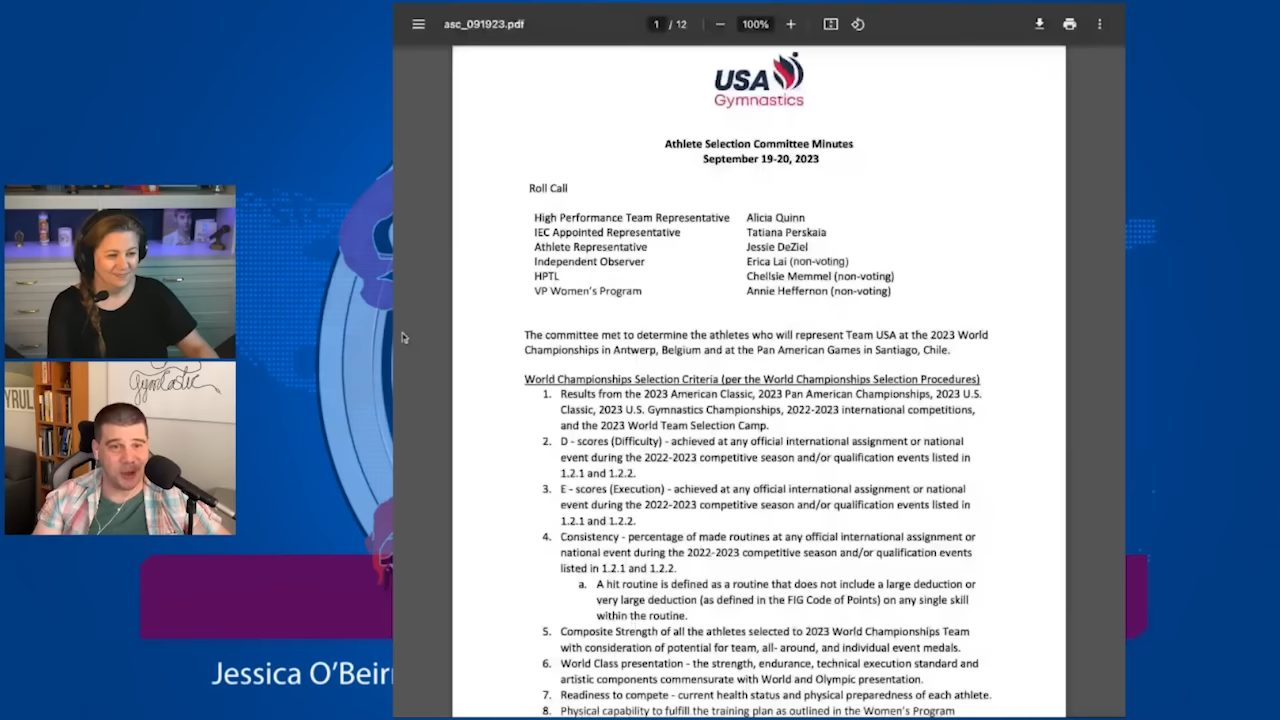 asc_091923.pdf
1 / 12
100%
USA
Gymnastics
Athlete Selection Committee Minutes
September 19-20, 2023
Roll Call
High Performance Team Representative Alicia Quinn
IEC Appointed Representative Tatiana Perskaia
Athlete Representative Jessie DeZiel
Independent Observer Erica Lai (non-voting)
HPTL Chellsie Memmel (non-voting)
VP Women's Program Annie Heffernon (non-voting)
The committee met to determine the athletes who will represent Team USA at the 2023 World
Championships in Antwerp, Belgium and at the Pan American Games in Santiago, Chile.
World Championships Selection Criteria (per the World Championships Selection Procedures)
1. Results from the 2023 American Classic, 2023 Pan American Championships, 2023 U.S.
Classic, 2023 U.S. Gymnastics Championships, 2022-2023 international competitions,
and the 2023 World Team Selection Camp.
2. D - scores (Difficulty) - achieved at any official international assignment or national
event during the 2022-2023 competitive season and/or qualification events listed in
1.2.1 and 1.2.2.
3. E - scores (Execution) - achieved at any official international assignment or national
event during the 2022-2023 competitive season and/or qualification events listed in
1.2.1 and 1.2.2.
4. Consistency - percentage of made routines at any official international assignment or
national event during the 2022-2023 competitive season and/or qualification events
listed in 1.2.1 and 1.2.2.
a. A hit routine is defined as a routine that does not include a large deduction or
very large deduction (as defined in the FIG Code of Points) on any single skill
within the routine.
5. Composite Strength of all the athletes selected to 2023 World Championships Team
with consideration of potential for team, all- around, and individual event medals.
6. World Class presentation - the strength, endurance, technical execution standard and
artistic components commensurate with World and Olympic presentation.
7. Readiness to compete - current health status and physical preparedness of each athlete.
8. Physical capability to fulfill the training plan as outlined in the Women's Program
GymCastic
YRUL
Jessica O'Beir